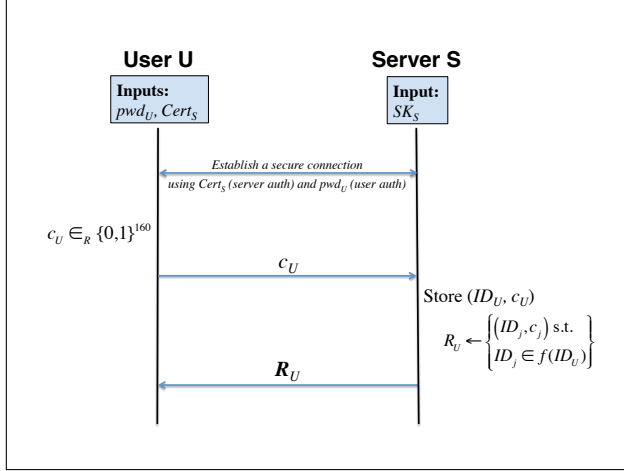 User U
Server S
Inputs:
pwd_U, Cert_S
Input:
SK_S
Establish a secure connection
using Cert_S (server auth) and pwd_U (user auth)
c_U ∈_R {0,1}^160
c_U
Store (ID_U, c_U)
R_U ← {(ID_j, c_j) s.t.
ID_j ∈ f(ID_U)}
R_U